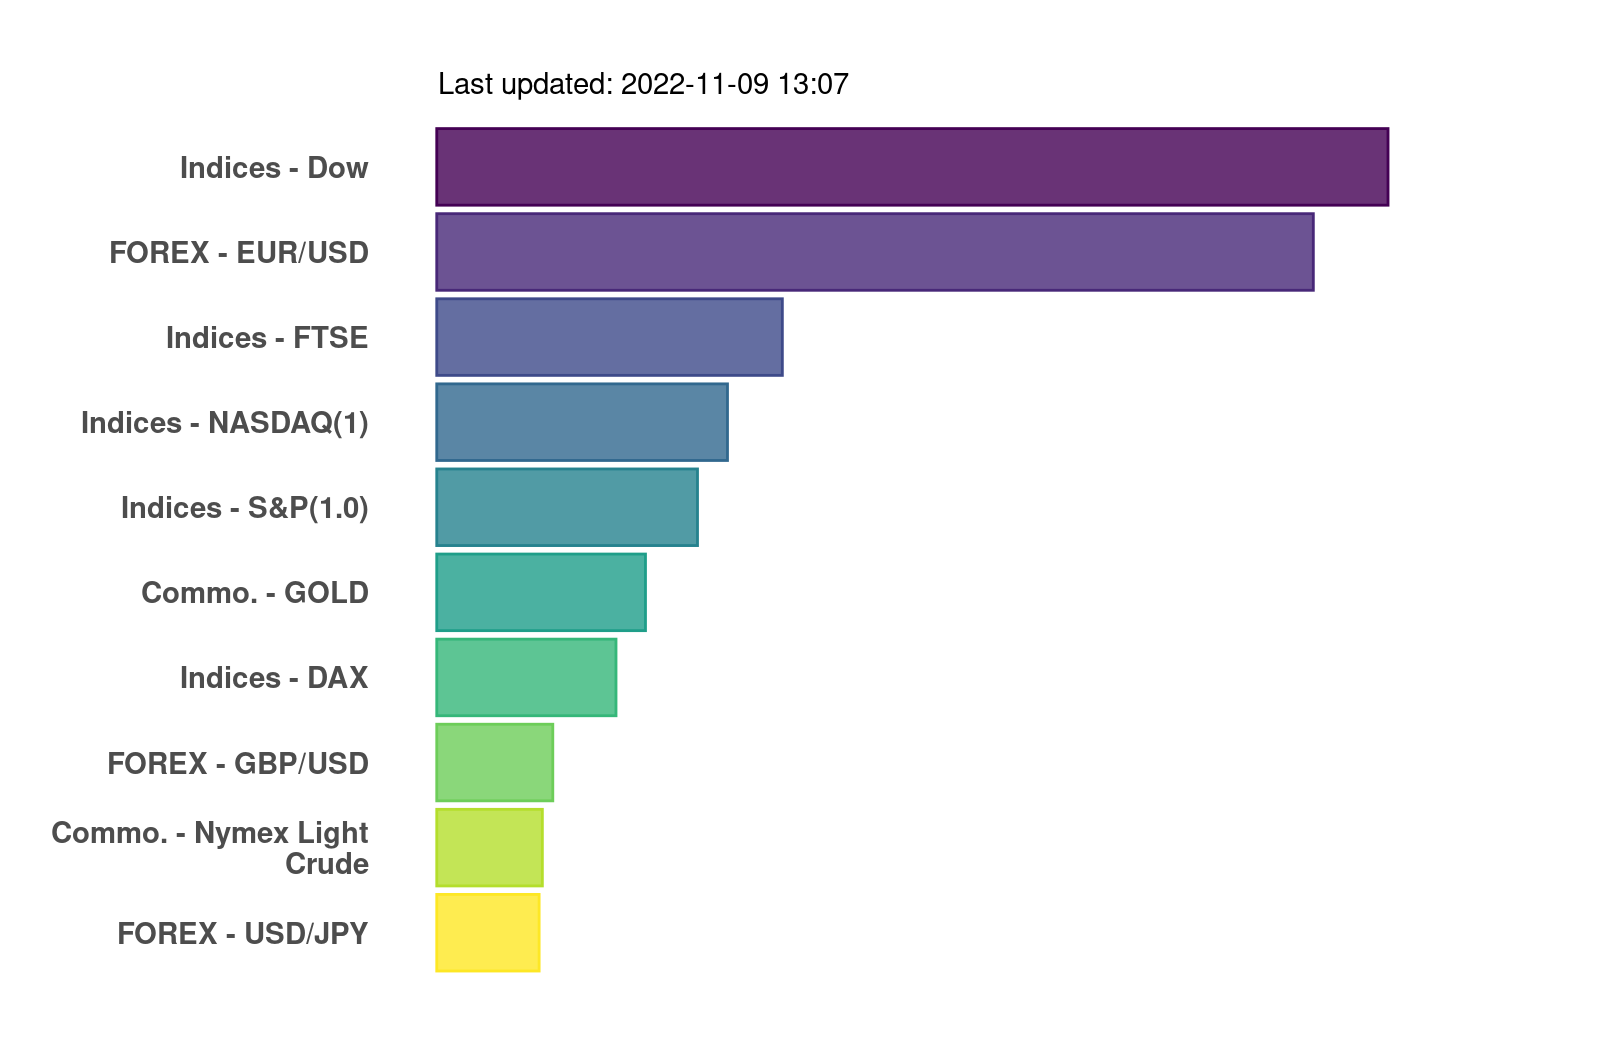 Last updated: 2022-11-09 13:07
Indices - Dow
FOREX - EUR/USD
Indices - FTSE
Indices - NASDAQ(1)
Indices - S&P(1.0)
Commo. - GOLD
Indices - DAX
FOREX - GBP/USD
Commo. - Nymex Light
Crude
FOREX - USD/JPY